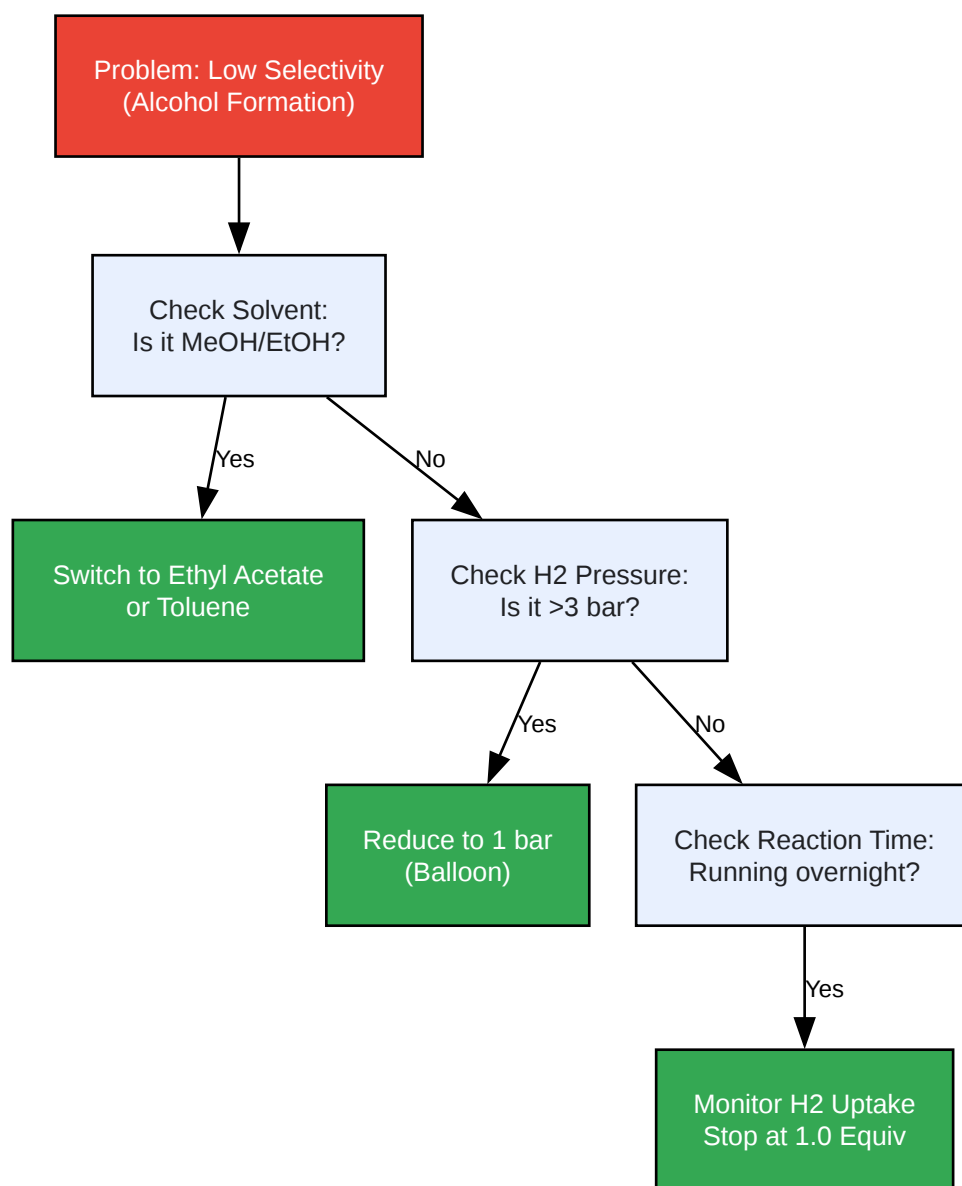 Problem: Low Selectivity
(Alcohol Formation)
Check Solvent:
Is it MeOH/EtOH?
Yes
No
Switch to Ethyl Acetate
or Toluene
Check H2 Pressure:
Is it >3 bar?
Yes
No
Reduce to 1 bar
(Balloon)
Check Reaction Time:
Running overnight?
Yes
Monitor H2 Uptake
Stop at 1.0 Equiv